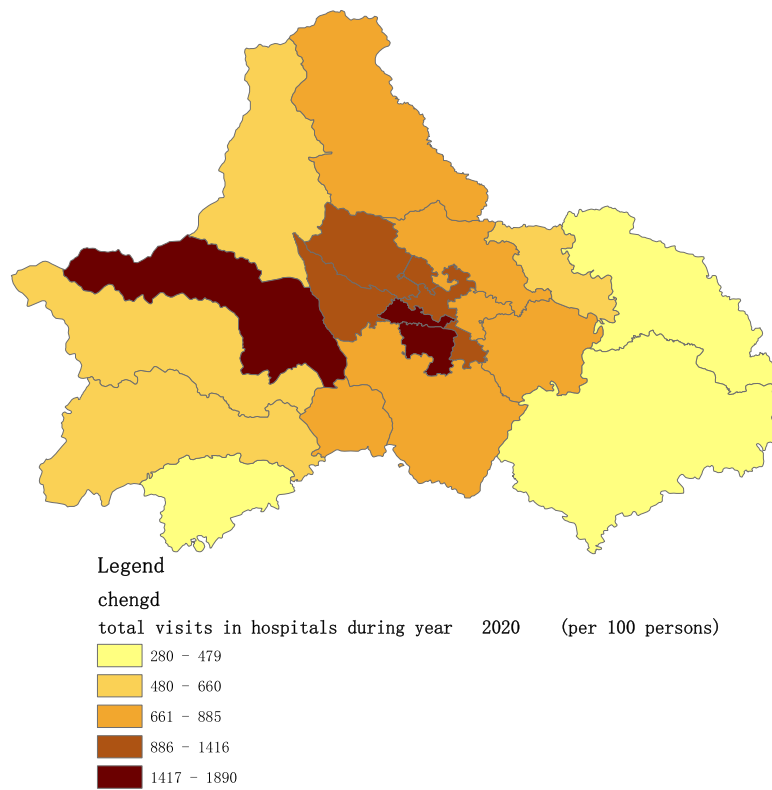 Legend
chengd
total visits in hospitals during year 2020 (per 100 persons)
280 - 479
480 - 660
661 - 885
886 - 1416
1417 - 1890